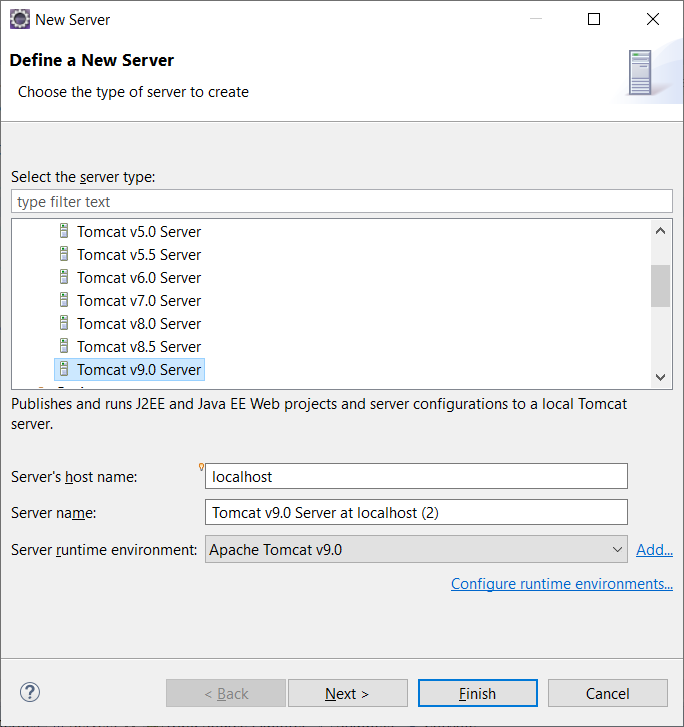 New Server
Define a New Server
Choose the type of server to create
Select the server type:
type filter text
Tomcat v5.0 Server
Tomcat v5.5 Server
Tomcat v6.0 Server
Tomcat v7.0 Server
Tomcat v8.0 Server
Tomcat v8.5 Server
Tomcat v9.0 Server
Publishes and runs J2EE and Java EE Web projects and server configurations to a local Tomcat
server.
Server's host name: localhost
Server name: Tomcat v9.0 Server at localhost (2)
Server runtime environment: Apache Tomcat v9.0 Add...
Configure runtime environments...
? < Back Next > Finish Cancel